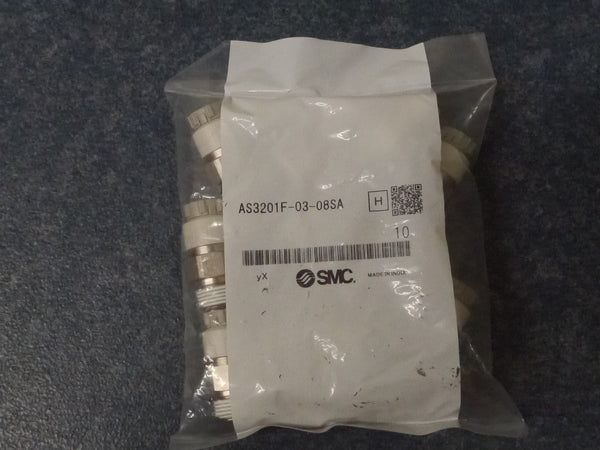 AS3201F-03-08SA H
10
yX SMC. MADE IN INDIA